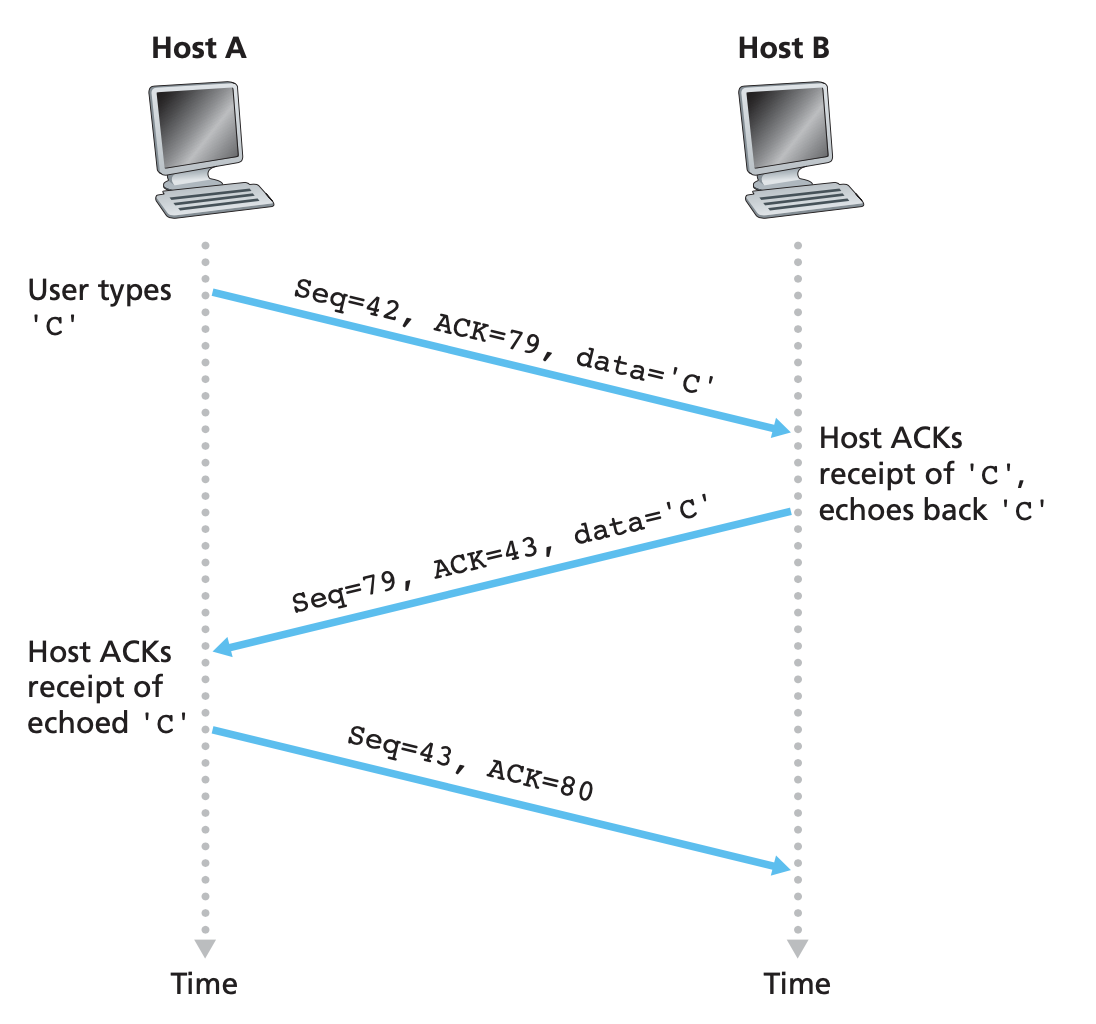 Host A
Host B
User types
'C'
Seq=42, ACK=79, data='C'
Host ACKs
receipt of 'C',
echoes back 'C'
Seq=79, ACK=43, data='C'
Host ACKs
receipt of
echoed 'C'
Seq=43, ACK=80
Time
Time